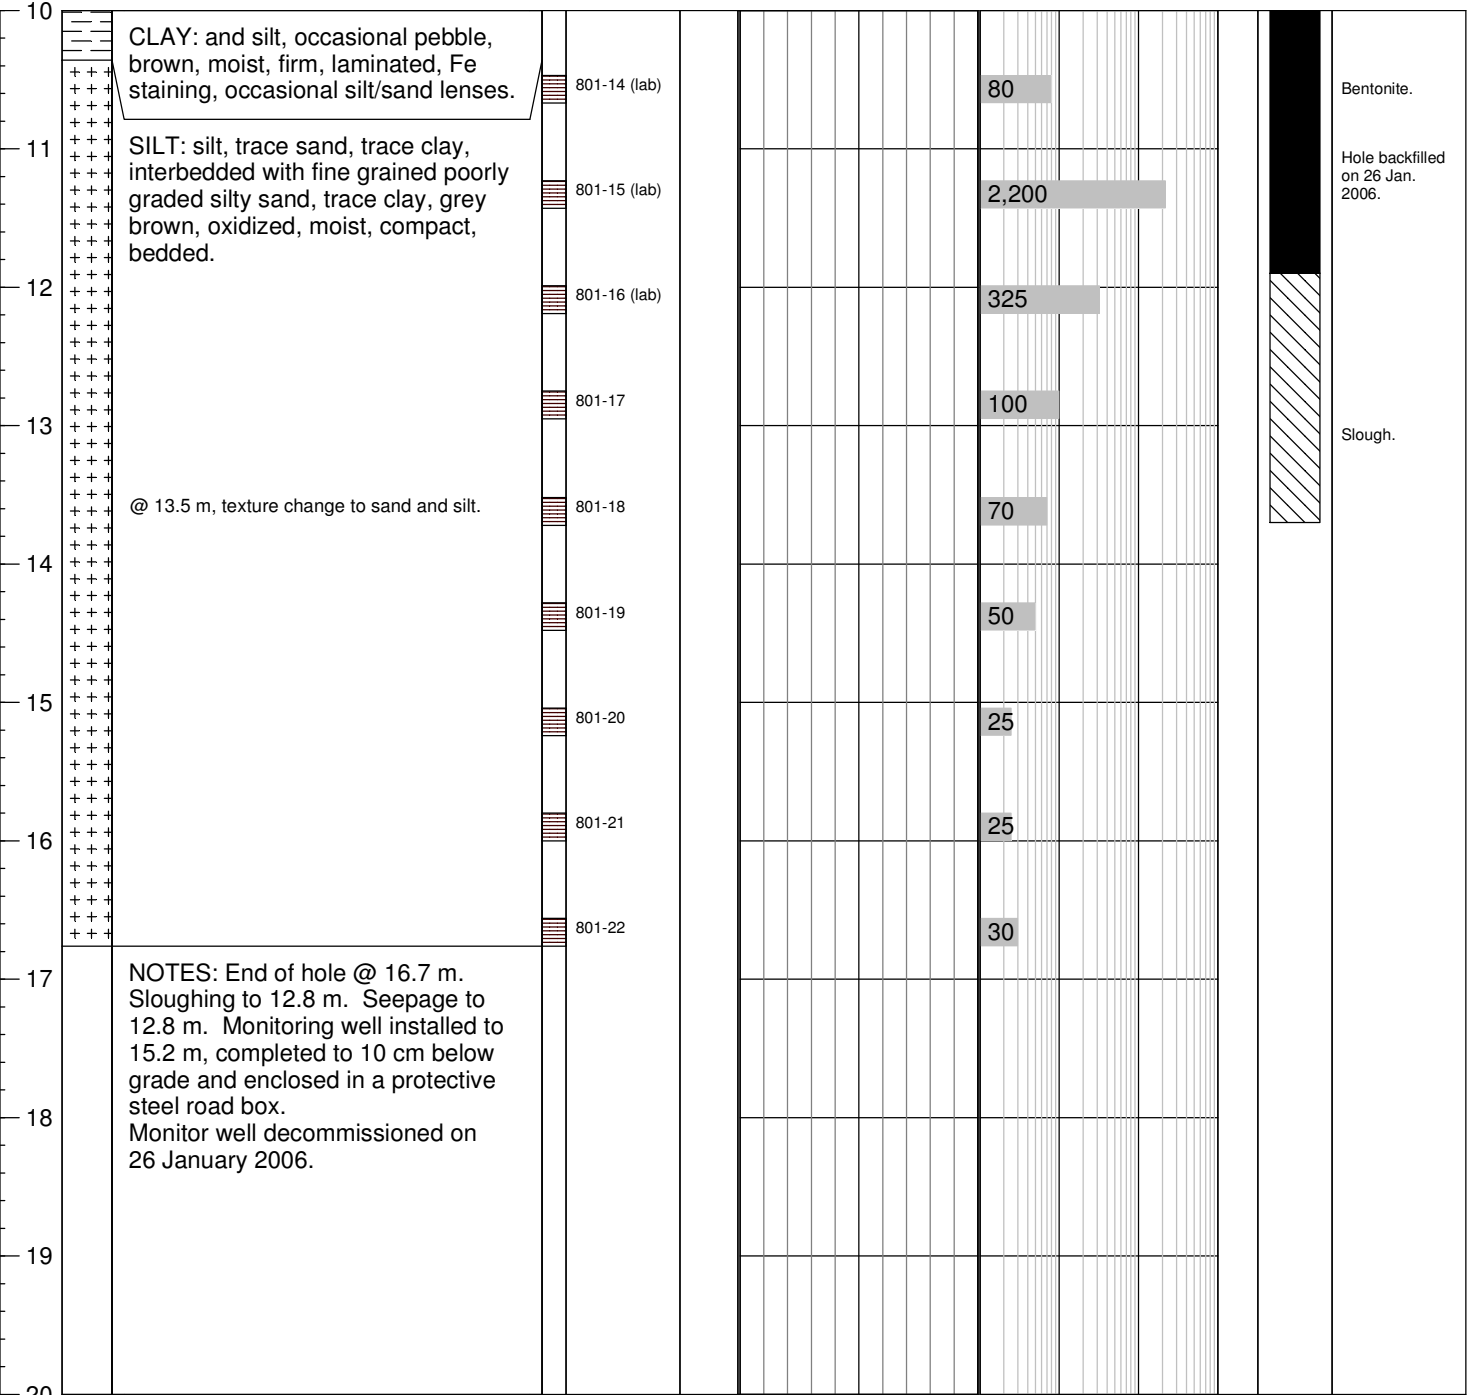 10
CLAY: and silt, occasional pebble,
brown, moist, firm, laminated, Fe
staining, occasional silt/sand lenses.
801-14 (lab)
80
Bentonite.
11
SILT: silt, trace sand, trace clay,
interbedded with fine grained poorly
graded silty sand, trace clay, grey
brown, oxidized, moist, compact,
bedded.
801-15 (lab)
2,200
Hole backfilled
on 26 Jan.
2006.
12
801-16 (lab)
325
801-17
100
13
Slough.
@ 13.5 m, texture change to sand and silt.
801-18
70
14
801-19
50
15
801-20
25
801-21
25
16
801-22
30
17
NOTES: End of hole @ 16.7 m.
Sloughing to 12.8 m.  Seepage to
12.8 m.  Monitoring well installed to
15.2 m, completed to 10 cm below
grade and enclosed in a protective
steel road box.
Monitor well decommissioned on
26 January 2006.
18
19
20